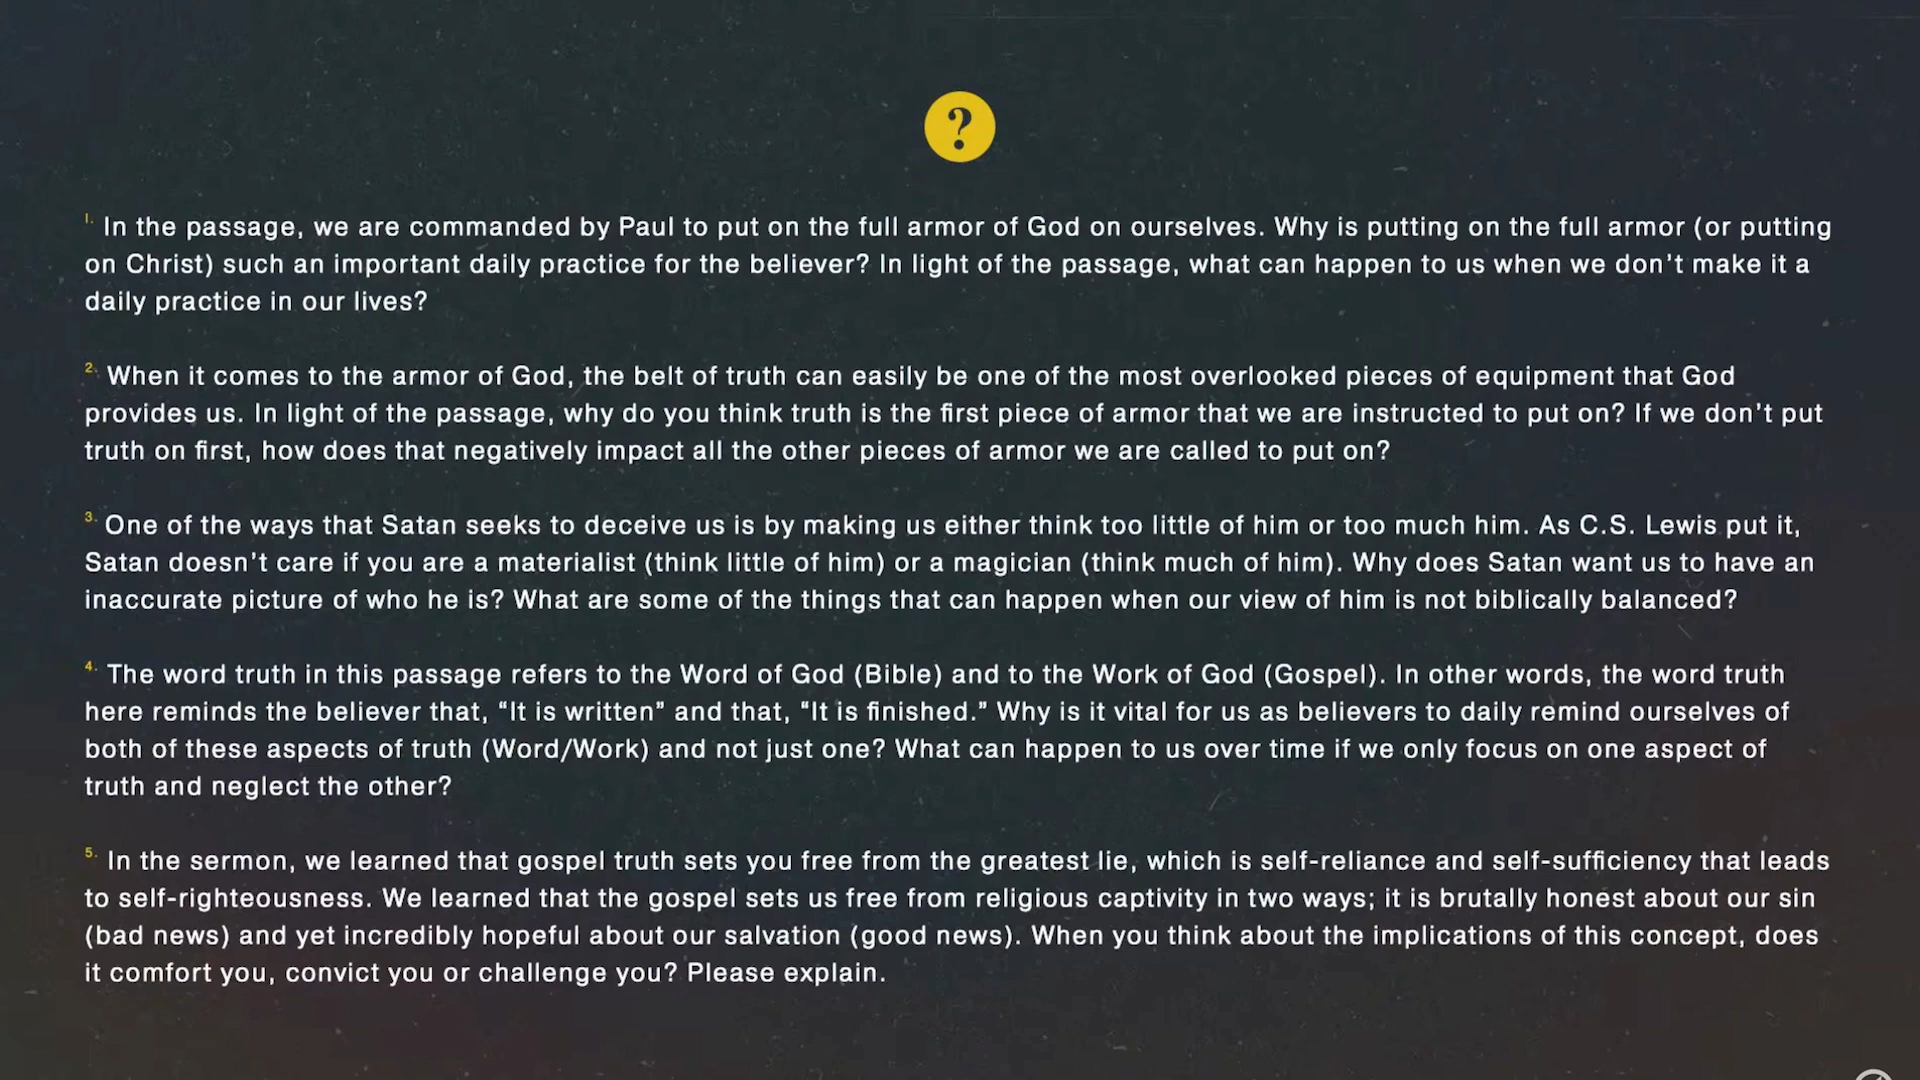 ?
1. In the passage, we are commanded by Paul to put on the full armor of God on ourselves. Why is putting on the full armor (or putting
on Christ) such an important daily practice for the believer? In light of the passage, what can happen to us when we don’t make it a
daily practice in our lives?
2. When it comes to the armor of God, the belt of truth can easily be one of the most overlooked pieces of equipment that God
provides us. In light of the passage, why do you think truth is the first piece of armor that we are instructed to put on? If we don’t put
truth on first, how does that negatively impact all the other pieces of armor we are called to put on?
3. One of the ways that Satan seeks to deceive us is by making us either think too little of him or too much him. As C.S. Lewis put it,
Satan doesn’t care if you are a materialist (think little of him) or a magician (think much of him). Why does Satan want us to have an
inaccurate picture of who he is? What are some of the things that can happen when our view of him is not biblically balanced?
4. The word truth in this passage refers to the Word of God (Bible) and to the Work of God (Gospel). In other words, the word truth
here reminds the believer that, “It is written” and that, “It is finished.” Why is it vital for us as believers to daily remind ourselves of
both of these aspects of truth (Word/Work) and not just one? What can happen to us over time if we only focus on one aspect of
truth and neglect the other?
5. In the sermon, we learned that gospel truth sets you free from the greatest lie, which is self-reliance and self-sufficiency that leads
to self-righteousness. We learned that the gospel sets us free from religious captivity in two ways; it is brutally honest about our sin
(bad news) and yet incredibly hopeful about our salvation (good news). When you think about the implications of this concept, does
it comfort you, convict you or challenge you? Please explain.